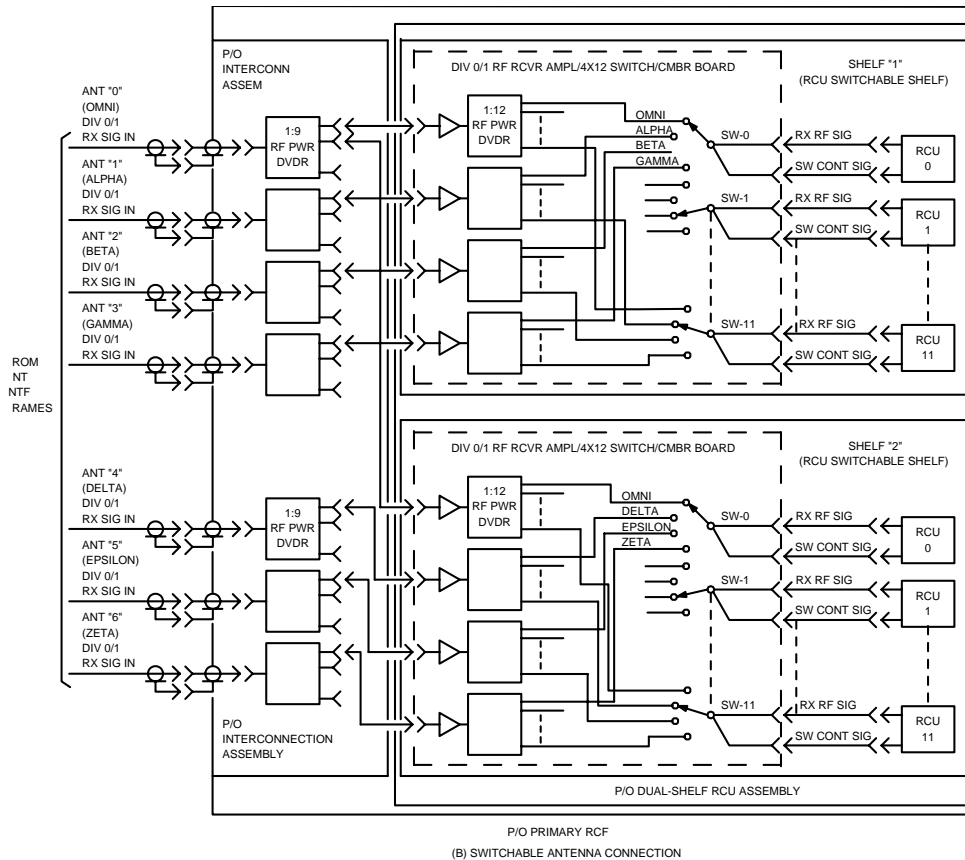 P/O
INTERCONN
ASSEM
DIV 0/1 RF RCVR AMPL/4X12 SWITCH/CMBR BOARD
SHELF "1"
(RCU SWITCHABLE SHELF)
ANT "0"
(OMNI)
DIV 0/1
RX SIG IN
ANT "1"
(ALPHA)
DIV 0/1
RX SIG IN
ANT "2"
(BETA)
DIV 0/1
RX SIG IN
ANT "3"
(GAMMA)
DIV 0/1
RX SIG IN
1:9
RF PWR
DVDR
1:12
RF PWR
DVDR
OMNI
ALPHA
BETA
GAMMA
SW-0
RX RF SIG
SW CONT SIG
RCU
0
SW-1
RX RF SIG
SW CONT SIG
RCU
1
SW-11
RX RF SIG
SW CONT SIG
RCU
11
ROM
NT
NTF
RAMES
DIV 0/1 RF RCVR AMPL/4X12 SWITCH/CMBR BOARD
SHELF "2"
(RCU SWITCHABLE SHELF)
ANT "4"
(DELTA)
DIV 0/1
RX SIG IN
ANT "5"
(EPSILON)
DIV 0/1
RX SIG IN
ANT "6"
(ZETA)
DIV 0/1
RX SIG IN
1:9
RF PWR
DVDR
1:12
RF PWR
DVDR
OMNI
DELTA
EPSILON
ZETA
SW-0
RX RF SIG
SW CONT SIG
RCU
0
SW-1
RX RF SIG
SW CONT SIG
RCU
1
SW-11
RX RF SIG
SW CONT SIG
RCU
11
P/O
INTERCONNECTION
ASSEMBLY
P/O DUAL-SHELF RCU ASSEMBLY
P/O PRIMARY RCF
(B) SWITCHABLE ANTENNA CONNECTION